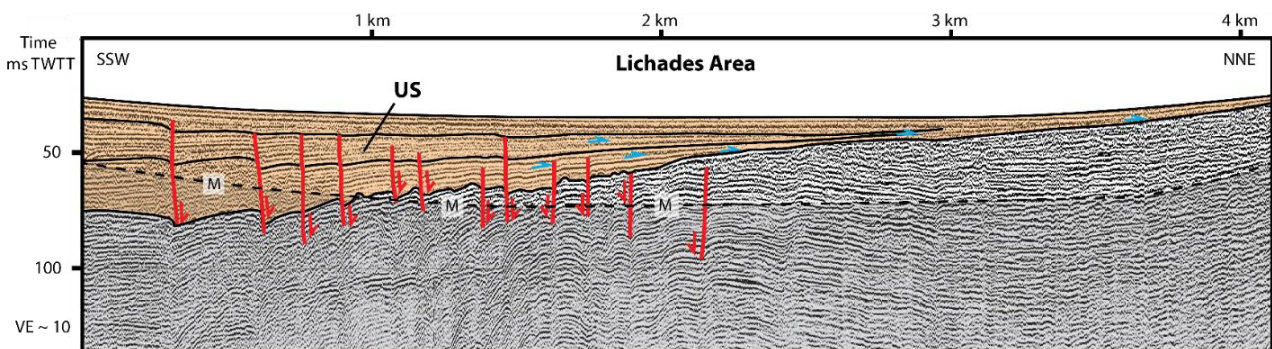 1 km 2 km 3 km 4 km
Time
ms TWTT
SSW Lichades Area NNE
US
50
M
M M
100
VE ~ 10